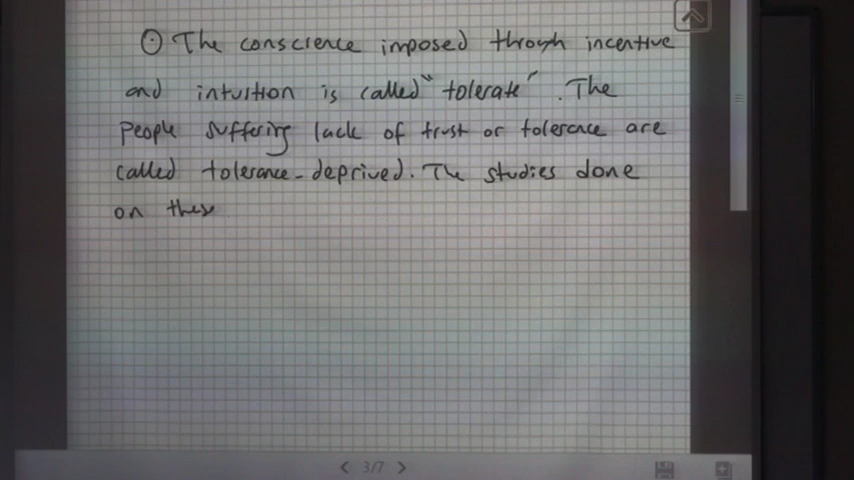 ⊙ The conscience imposed through incentive
and intuition is called "tolerate". The
people suffering lack of trust or tolerance are
called tolerance-deprived. The studies done
on these
< 3/7 >